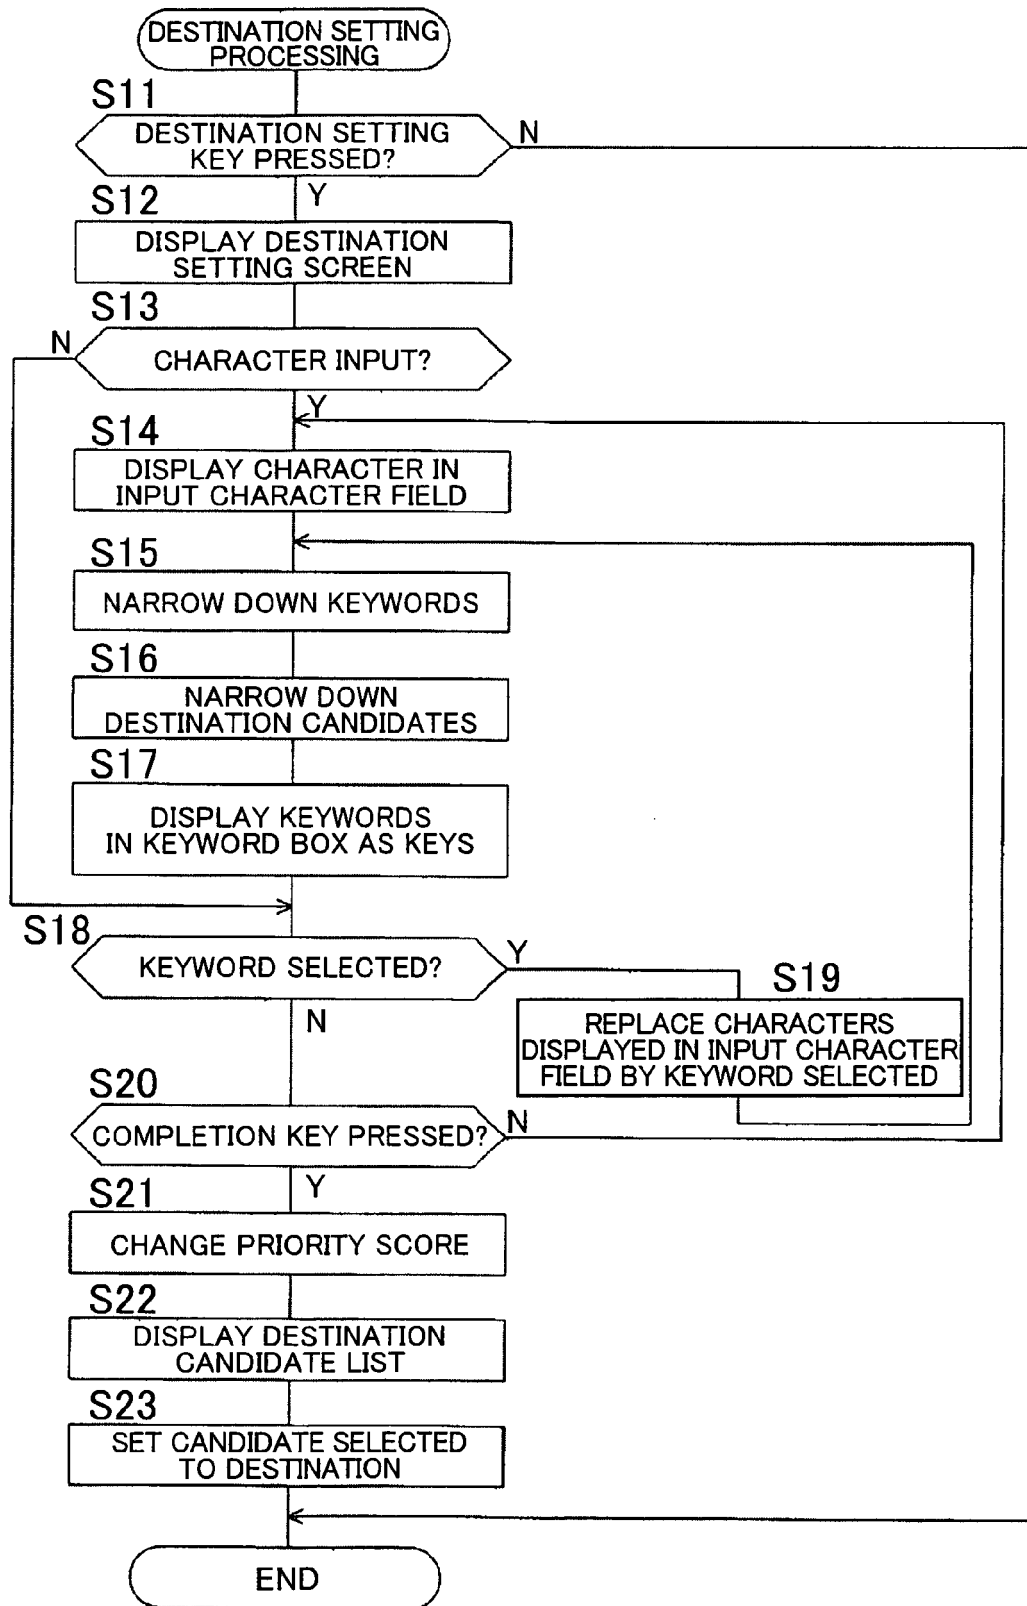 DESTINATION SETTING
PROCESSING
S11
DESTINATION SETTING
KEY PRESSED?
N
Y
S12
DISPLAY DESTINATION
SETTING SCREEN
S13
N
CHARACTER INPUT?
Y
S14
DISPLAY CHARACTER IN
INPUT CHARACTER FIELD
S15
NARROW DOWN KEYWORDS
S16
NARROW DOWN
DESTINATION CANDIDATES
S17
DISPLAY KEYWORDS
IN KEYWORD BOX AS KEYS
S18
KEYWORD SELECTED?
Y
N
S19
REPLACE CHARACTERS
DISPLAYED IN INPUT CHARACTER
FIELD BY KEYWORD SELECTED
S20
COMPLETION KEY PRESSED?
N
Y
S21
CHANGE PRIORITY SCORE
S22
DISPLAY DESTINATION
CANDIDATE LIST
S23
SET CANDIDATE SELECTED
TO DESTINATION
END